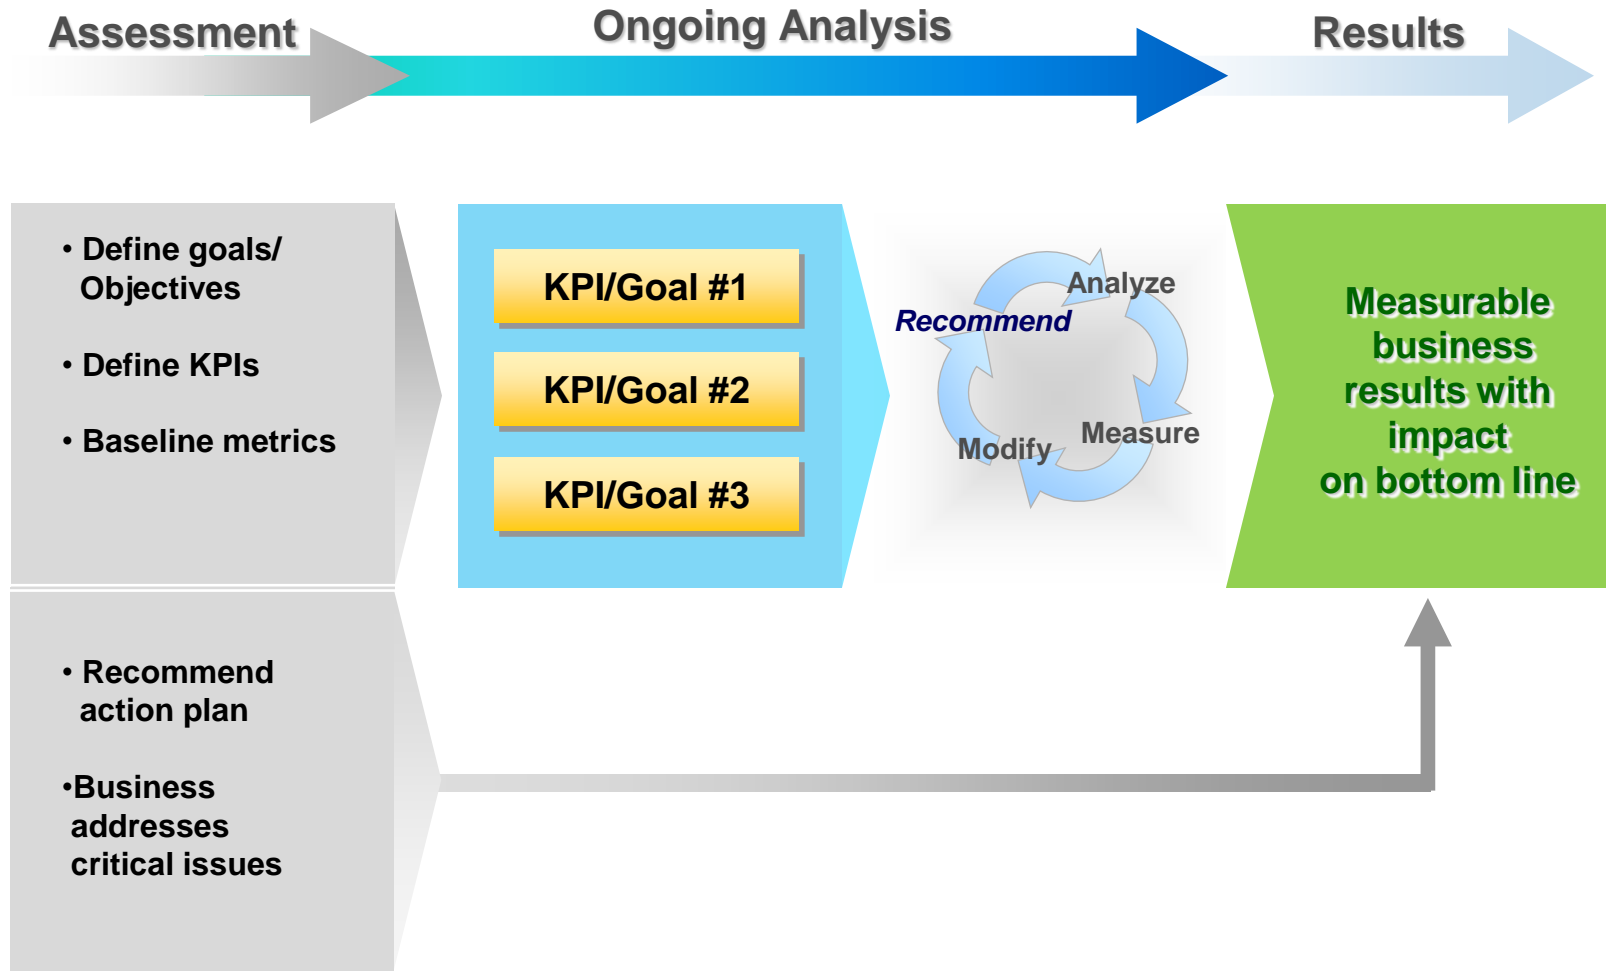 Assessment
Ongoing Analysis
Results
• Define goals/
Objectives
• Define KPIs
• Baseline metrics
KPI/Goal #1
KPI/Goal #2
KPI/Goal #3
Analyze
Recommend
Measure
Modify
Measurable
business
results with
impact
on bottom line
• Recommend
action plan
•Business
addresses
critical issues